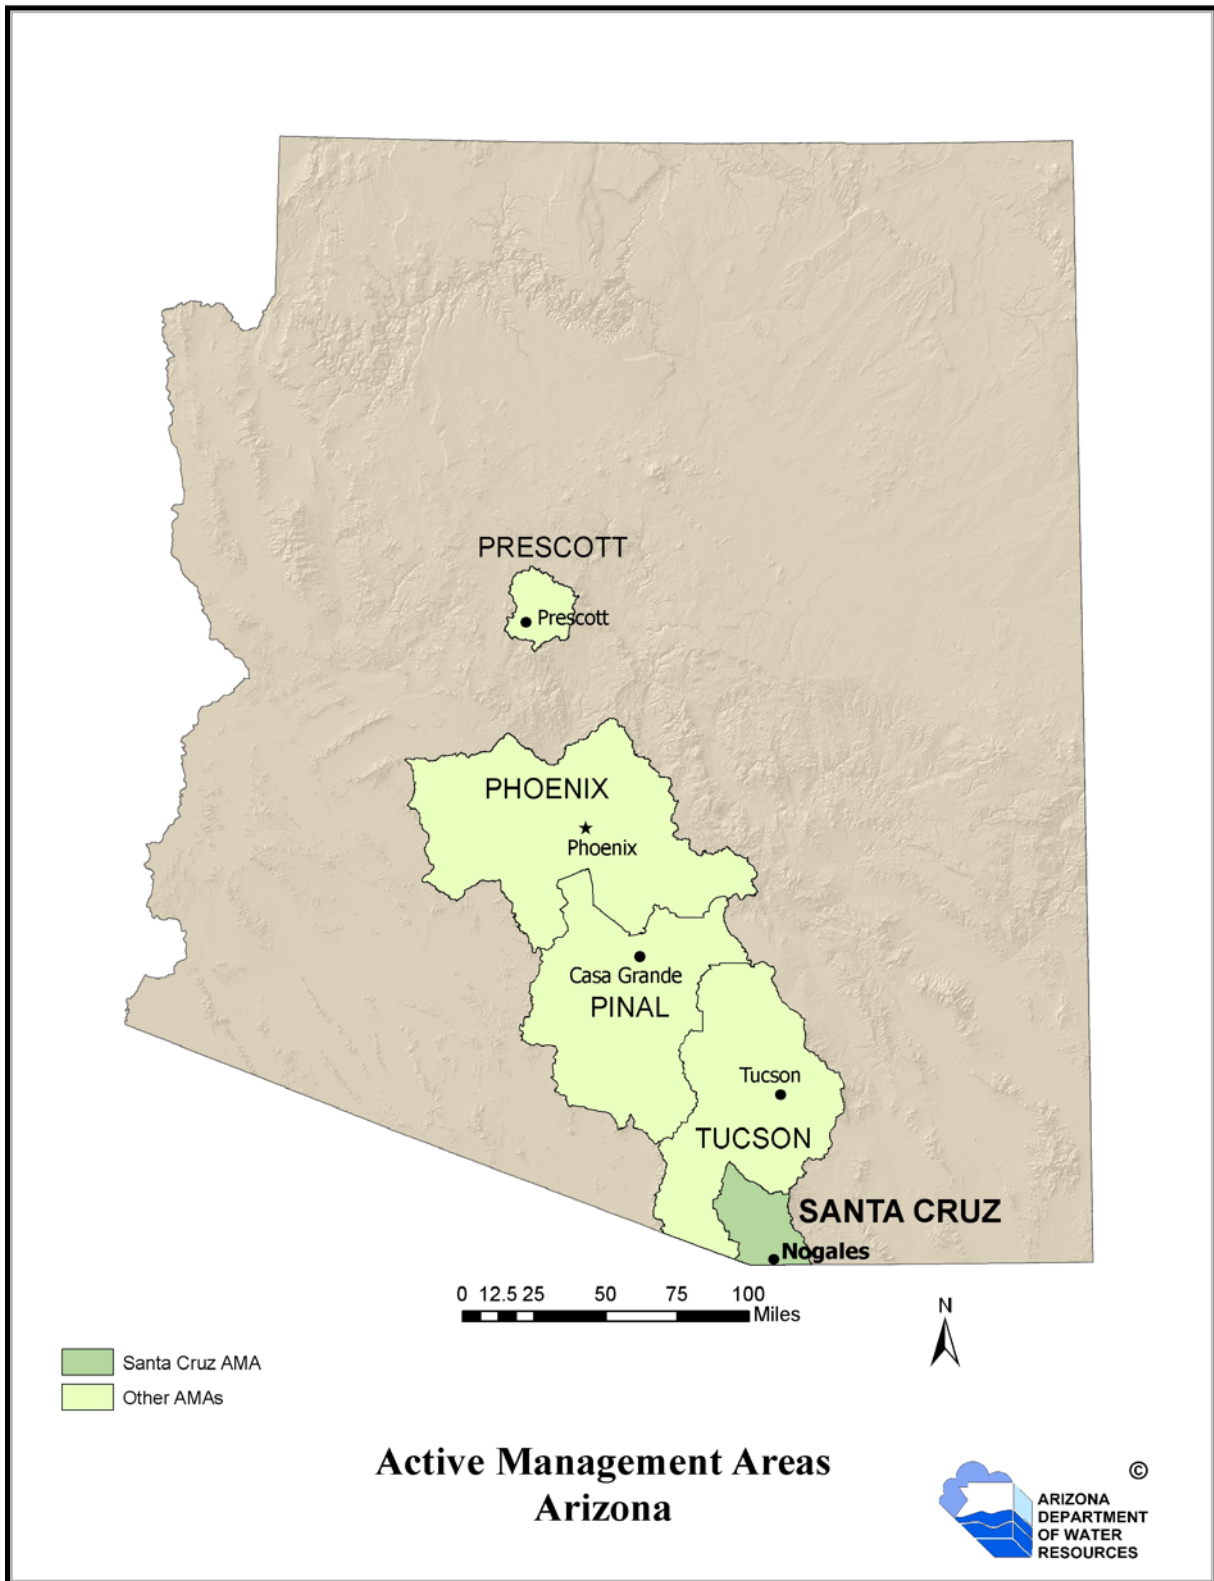 PRESCOTT
Prescott
PHOENIX
Phoenix
Casa Grande
PINAL
Tucson
TUCSON
SANTA CRUZ
Nogales
0 12.5 25 50 75 100
Miles
N
Santa Cruz AMA
Other AMAs
Active Management Areas
Arizona
©
ARIZONA
DEPARTMENT
OF WATER
RESOURCES